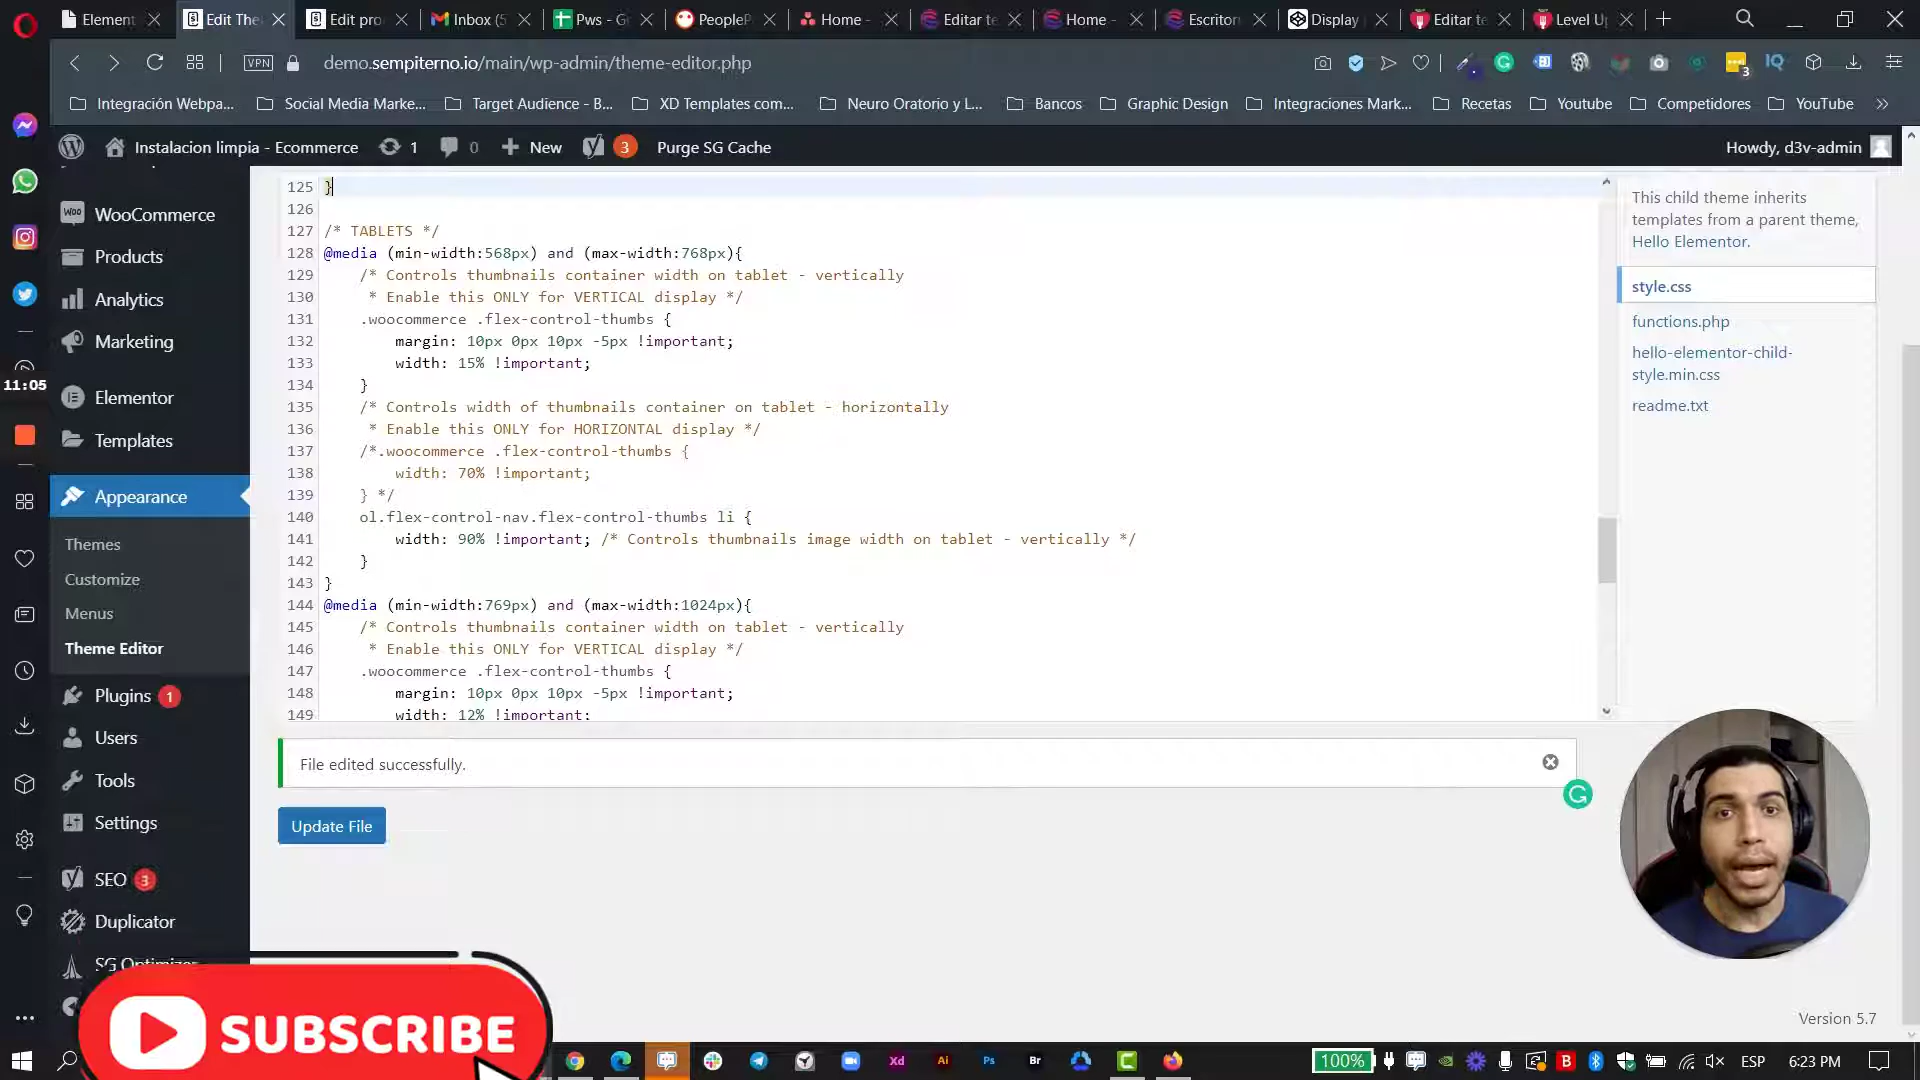 Element
Edit The
Edit pro
Inbox (5
Pws - G
PeopleP
Home -
Editar te
Home -
Escritori
Display
Editar te
Level U
VPN
demo.sempiterno.io/main/wp-admin/theme-editor.php
3
Integración Webpa...
Social Media Marke...
Target Audience - B...
XD Templates com...
Neuro Oratorio y L...
Bancos
Graphic Design
Integraciones Mark...
Recetas
Youtube
Competidores
YouTube
Instalacion limpia - Ecommerce
1
0
New
3
Purge SG Cache
Howdy, d3v-admin
WooCommerce
Products
Analytics
Marketing
11:05
Elementor
Templates
Appearance
Themes
Customize
Menus
Theme Editor
Plugins 1
Users
Tools
Settings
SEO 3
Duplicator
SG Optimizer
125 }
126
127 /* TABLETS */
128 @media (min-width:568px) and (max-width:768px){
129 /* Controls thumbnails container width on tablet - vertically
130 * Enable this ONLY for VERTICAL display */
131 .woocommerce .flex-control-thumbs {
132 margin: 10px 0px 10px -5px !important;
133 width: 15% !important;
134 }
135 /* Controls width of thumbnails container on tablet - horizontally
136 * Enable this ONLY for HORIZONTAL display */
137 /*.woocommerce .flex-control-thumbs {
138 width: 70% !important;
139 } */
140 ol.flex-control-nav.flex-control-thumbs li {
141 width: 90% !important; /* Controls thumbnails image width on tablet - vertically */
142 }
143 }
144 @media (min-width:769px) and (max-width:1024px){
145 /* Controls thumbnails container width on tablet - vertically
146 * Enable this ONLY for VERTICAL display */
147 .woocommerce .flex-control-thumbs {
148 margin: 10px 0px 10px -5px !important;
149 width: 12% !important;
This child theme inherits
templates from a parent theme,
Hello Elementor.
style.css
functions.php
hello-elementor-child-
style.min.css
readme.txt
File edited successfully.
Update File
Version 5.7
SUBSCRIBE
Xd
Ai
Ps
Br
100%
ESP
6:23 PM